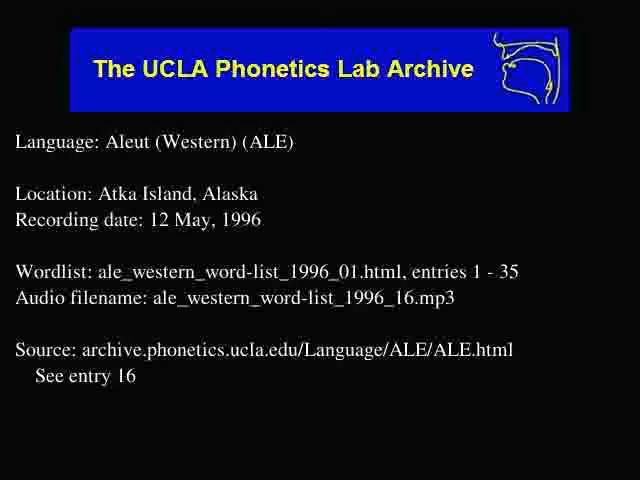 The UCLA Phonetics Lab Archive
Language: Aleut (Western) (ALE)
Location: Atka Island, Alaska
Recording date: 12 May, 1996
Wordlist: ale_western_word-list_1996_01.html, entries 1 - 35
Audio filename: ale_western_word-list_1996_16.mp3
Source: archive.phonetics.ucla.edu/Language/ALE/ALE.html
See entry 16